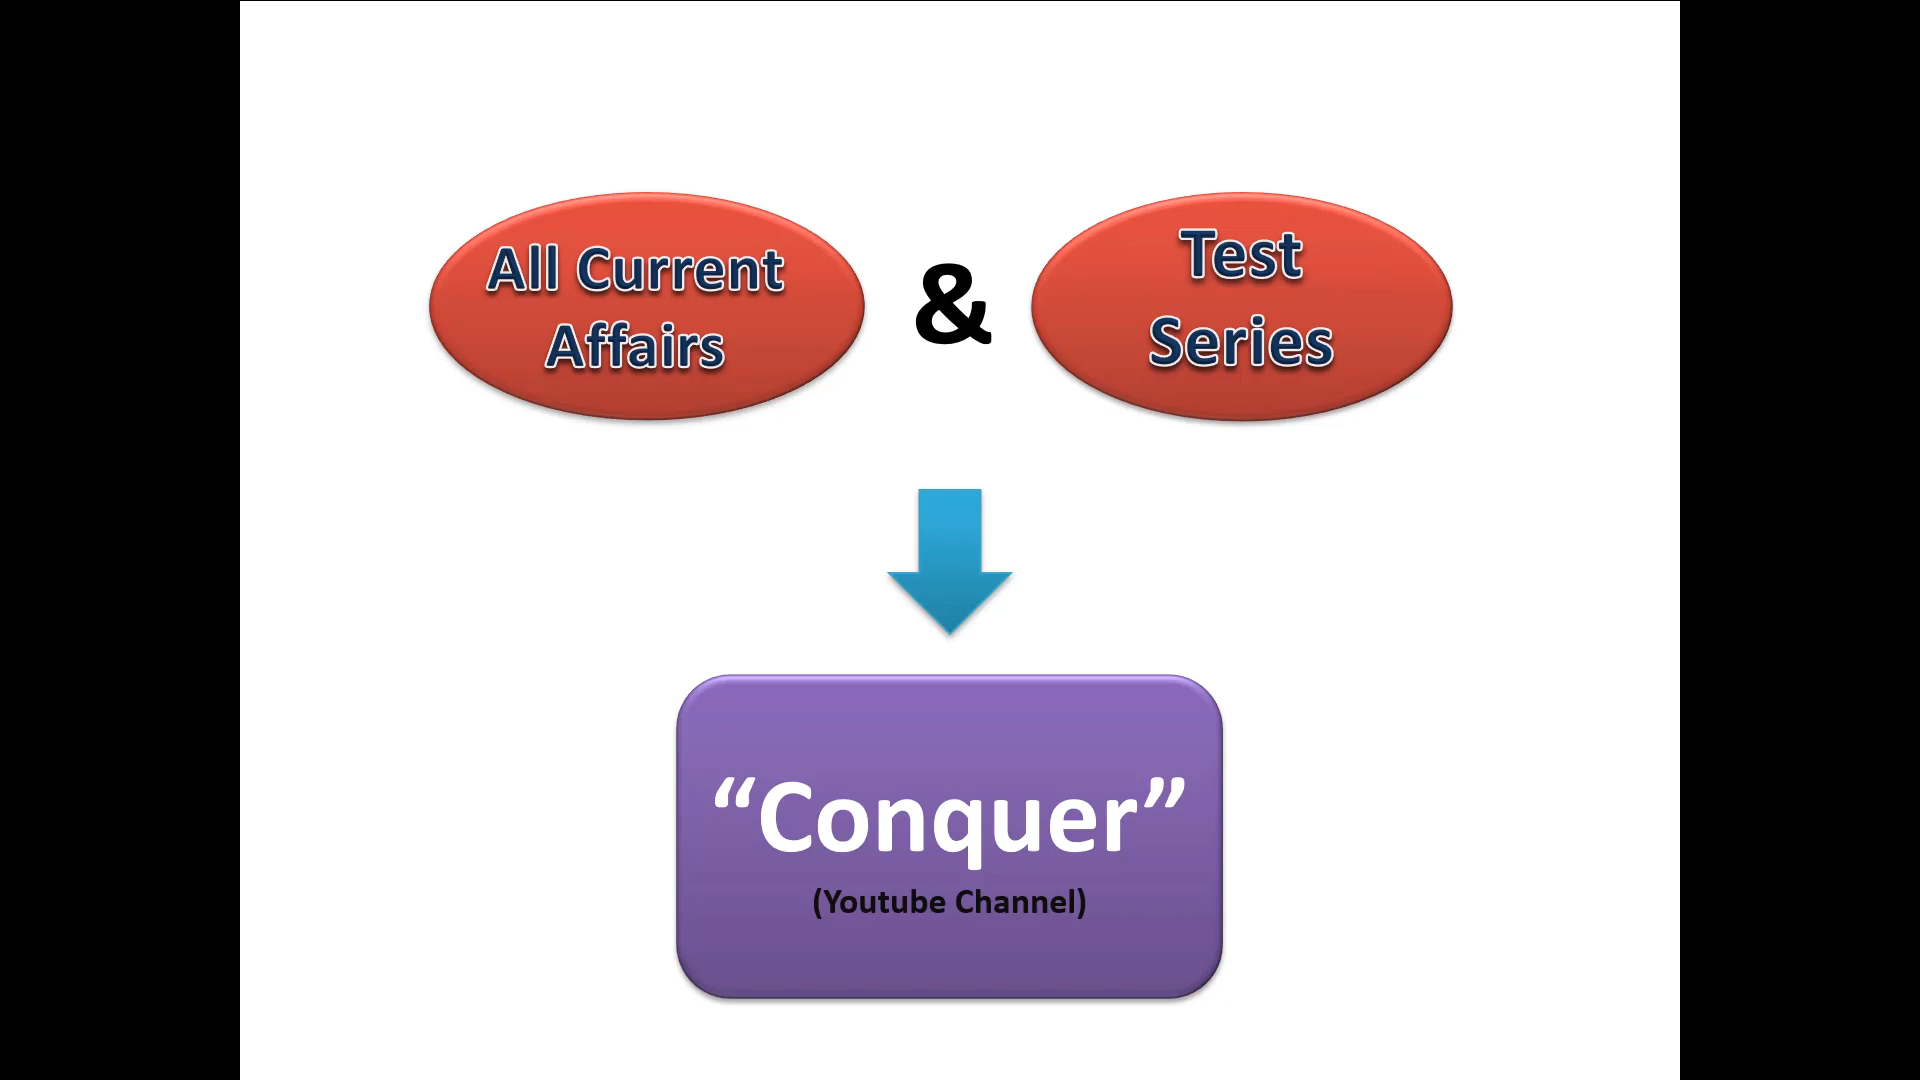 All Current
Affairs
&
Test
Series
“Conquer”
(Youtube Channel)